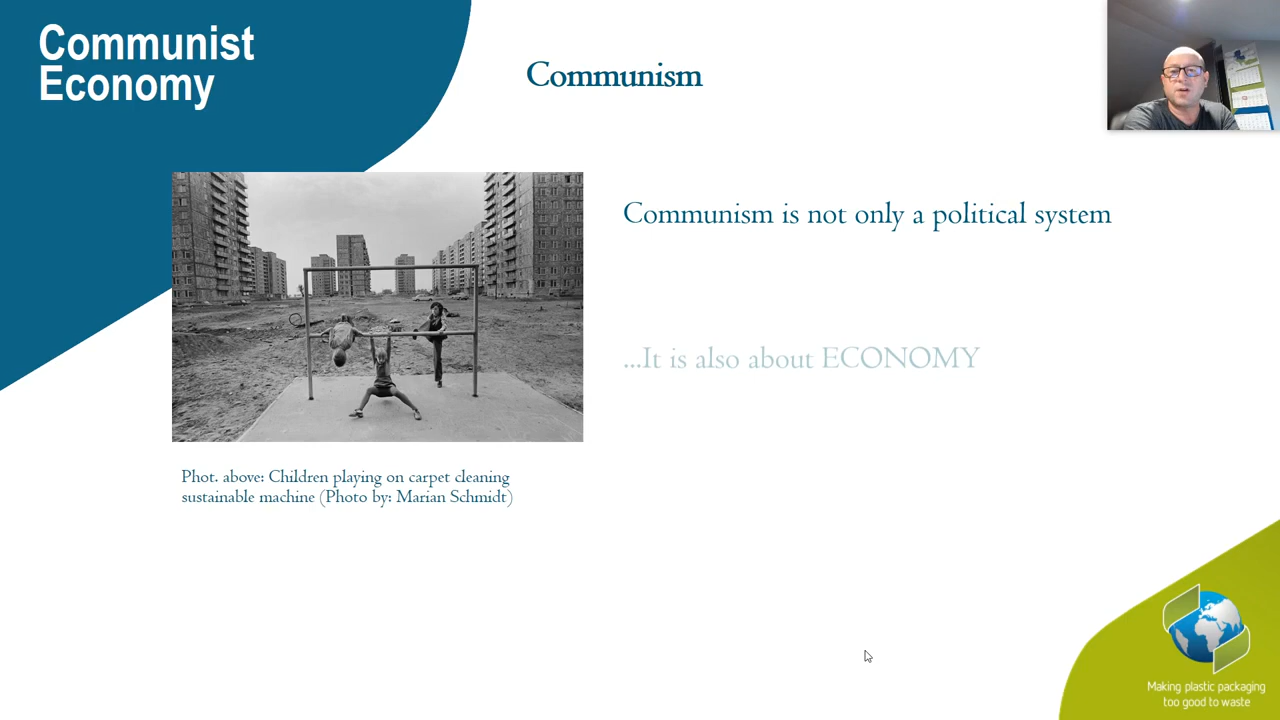 Communist
Economy
Communism
Communism is not only a political system
...It is also about ECONOMY
Phot. above: Children playing on carpet cleaning
sustainable machine (Photo by: Marian Schmidt)
Making plastic packaging
too good to waste